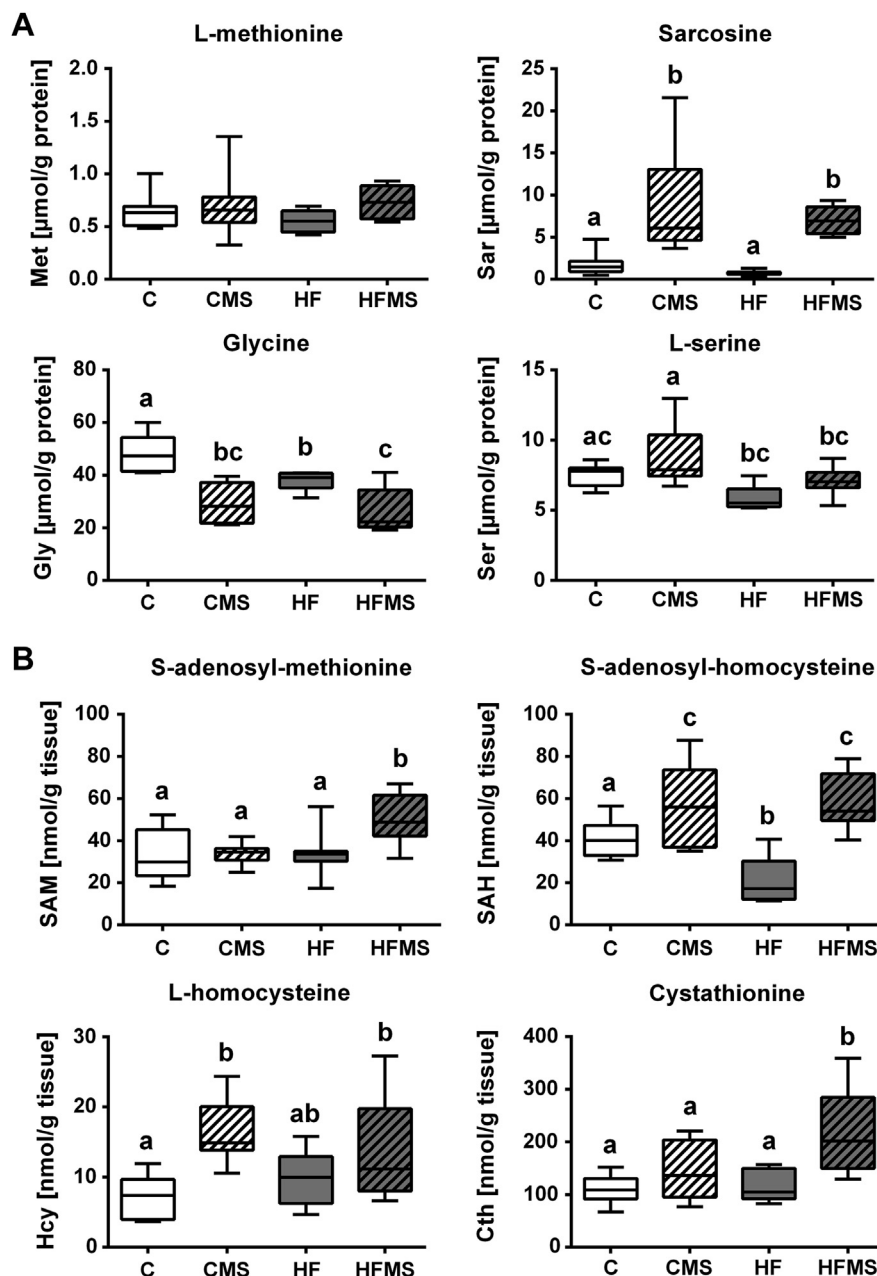 A
L-methionine
Met [µmol/g protein]
2.0
1.5
1.0
0.5
0.0
C CMS HF HFMS
Sarcosine
Sar [µmol/g protein]
25
20
15
10
5
0
a b a b
C CMS HF HFMS
Glycine
Gly [µmol/g protein]
80
60
40
20
0
a bc b c
C CMS HF HFMS
L-serine
Ser [µmol/g protein]
15
10
5
0
ac a bc bc
C CMS HF HFMS
B
S-adenosyl-methionine
SAM [nmol/g tissue]
100
80
60
40
20
0
a a a b
C CMS HF HFMS
S-adenosyl-homocysteine
SAH [nmol/g tissue]
100
80
60
40
20
0
a c b c
C CMS HF HFMS
L-homocysteine
Hcy [nmol/g tissue]
30
20
10
0
a b ab b
C CMS HF HFMS
Cystathionine
Cth [nmol/g tissue]
400
300
200
100
0
a a a b
C CMS HF HFMS